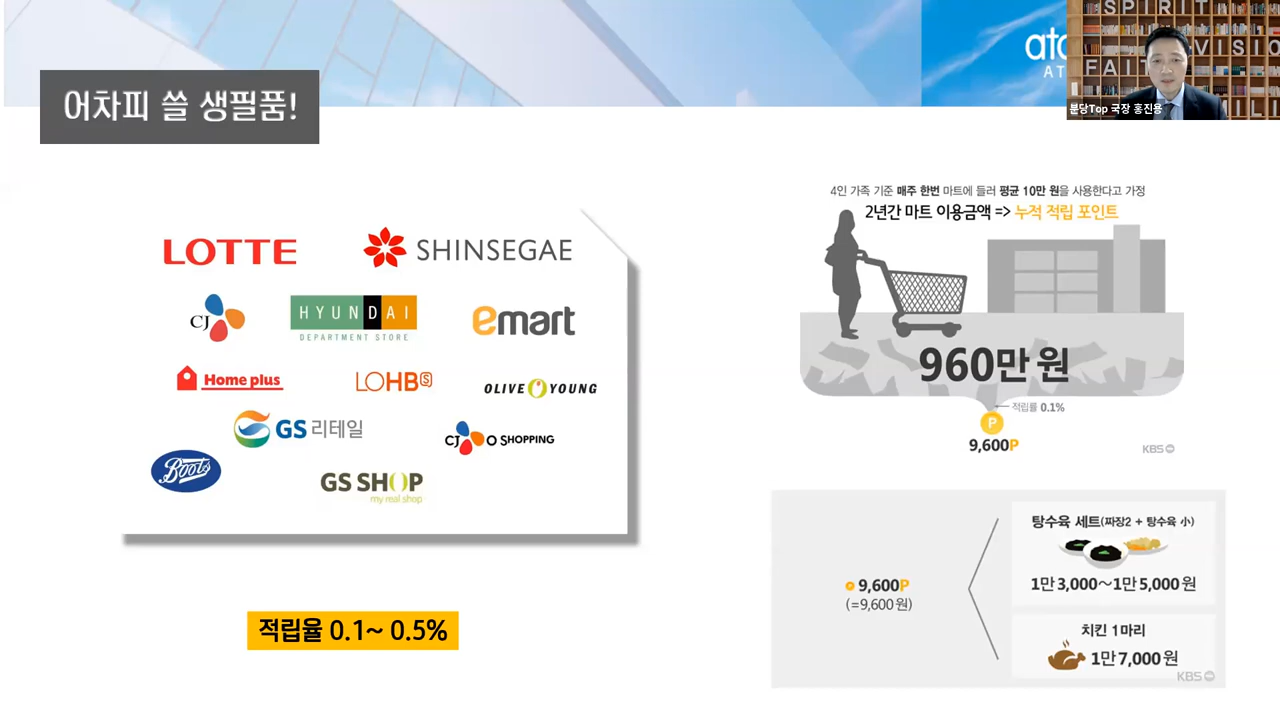 SPIRIT
VISIO
FAIT
분당Top 국장 홍진용
어차피 쓸 생필품!
LOTTE
SHINSEGAE
CJ
HYUNDAI
DEPARTMENT STORE
emart
Home plus
LOHBS
OLIVE YOUNG
GS 리테일
CJ O SHOPPING
Boots
GS SHOP
my real shop
적립율 0.1~ 0.5%
4인 가족 기준 매주 한번 마트에 들러 평균 10만 원을 사용한다고 가정
2년간 마트 이용금액 => 누적 적립 포인트
960만 원
적립률 0.1%
P
9,600P
KBS
9,600P
(=9,600원)
탕수육 세트(짜장2 + 탕수육 小)
1만 3,000~1만 5,000원
치킨 1마리
1만 7,000원
KBS